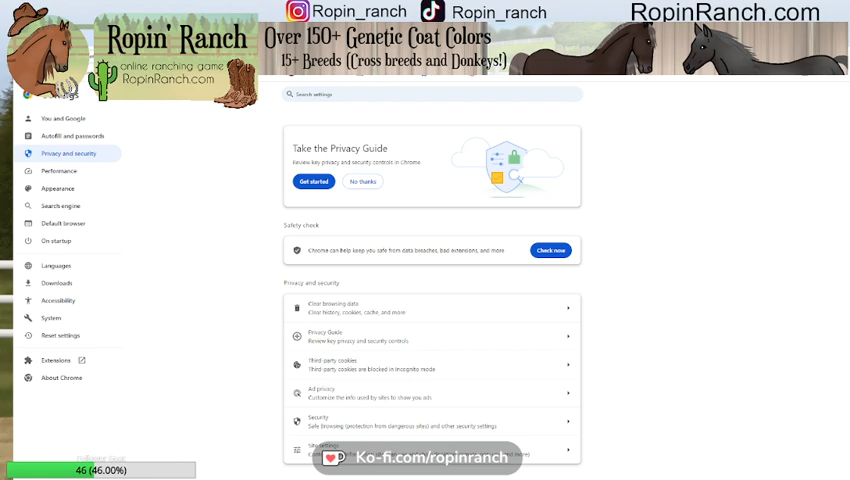 Ropin_ranch
Ropin_ranch
RopinRanch.com
Ropin' Ranch
online ranching game
RopinRanch.com
Over 150+ Genetic Coat Colors
15+ Breeds (Cross breeds and Donkeys!)
Search settings
You and Google
Autofill and passwords
Privacy and security
Performance
Appearance
Search engine
Default browser
On startup
Languages
Downloads
Accessibility
System
Reset settings
Extensions
About Chrome
Take the Privacy Guide
Review key privacy and security controls in Chrome
Get started
No thanks
Safety check
Chrome can help keep you safe from data breaches, bad extensions, and more
Check now
Privacy and security
Clear browsing data
Clear history, cookies, cache, and more
Privacy Guide
Review key privacy and security controls
Third-party cookies
Third-party cookies are blocked in Incognito mode
Ad privacy
Customize the info used by sites to show you ads
Security
Safe Browsing (protection from dangerous sites) and other security settings
Site settings
Ko-fi.com/ropinranch
and more)
46 (46.00%)